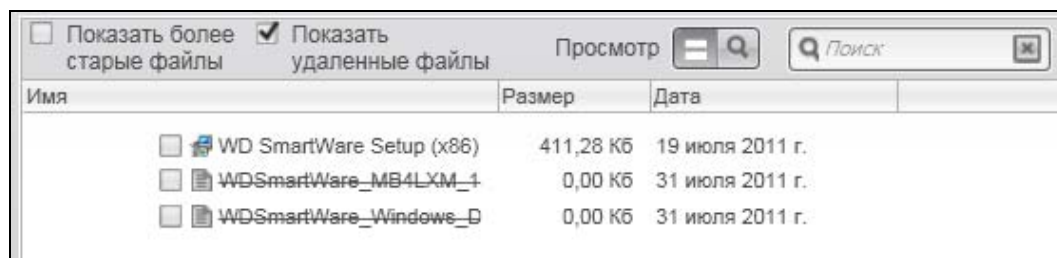 Показать более старые файлы
Показать удаленные файлы
Просмотр
Поиск
Имя Размер Дата
WD SmartWare Setup (x86) 411,28 Кб 19 июля 2011 г.
WDSmartWare_MB4LXM_1 0,00 Кб 31 июля 2011 г.
WDSmartWare_Windows_D 0,00 Кб 31 июля 2011 г.